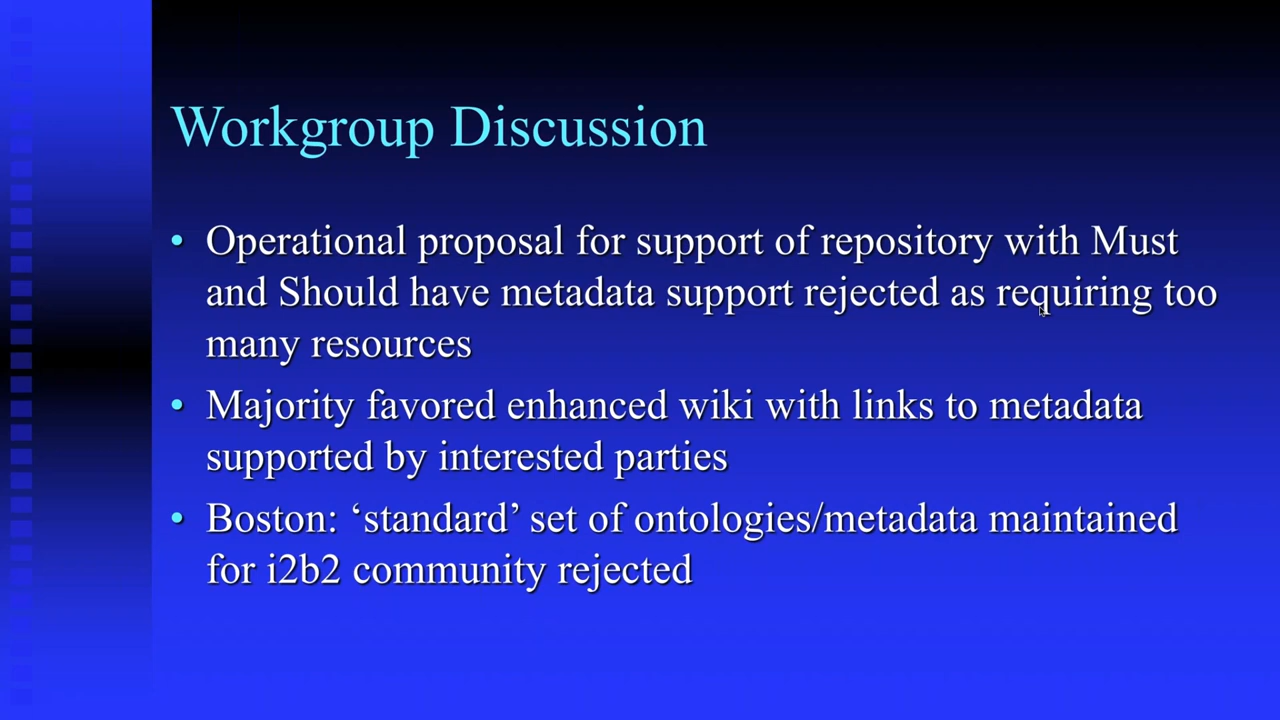 Workgroup Discussion
• Operational proposal for support of repository with Must
and Should have metadata support rejected as requiring too
many resources
• Majority favored enhanced wiki with links to metadata
supported by interested parties
• Boston: ‘standard’ set of ontologies/metadata maintained
for i2b2 community rejected